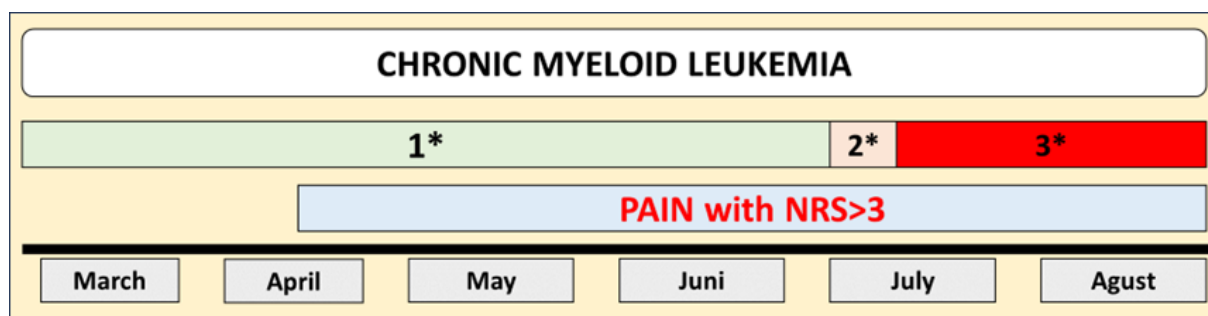 CHRONIC MYELOID LEUKEMIA
1* 2* 3*
PAIN with NRS>3
March April May Juni July Agust